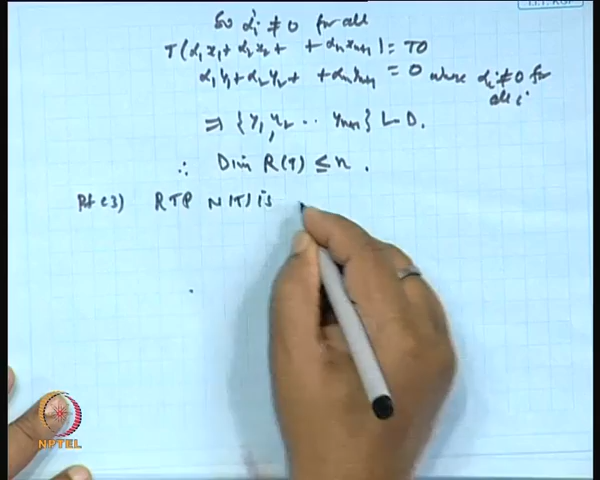 So αi ≠ 0 for all
T(α1x1 + α2x2 + + αnxn+1) = T0
α1y1 + α2y2 + + αnyn+1 = 0 where αi ≠ 0 for
all i
⇒ {y1, y2 .. yn+1} L D.
∴ Dim R(T) ≤ n.
Pf (3) RTP N(T) is
NPTEL